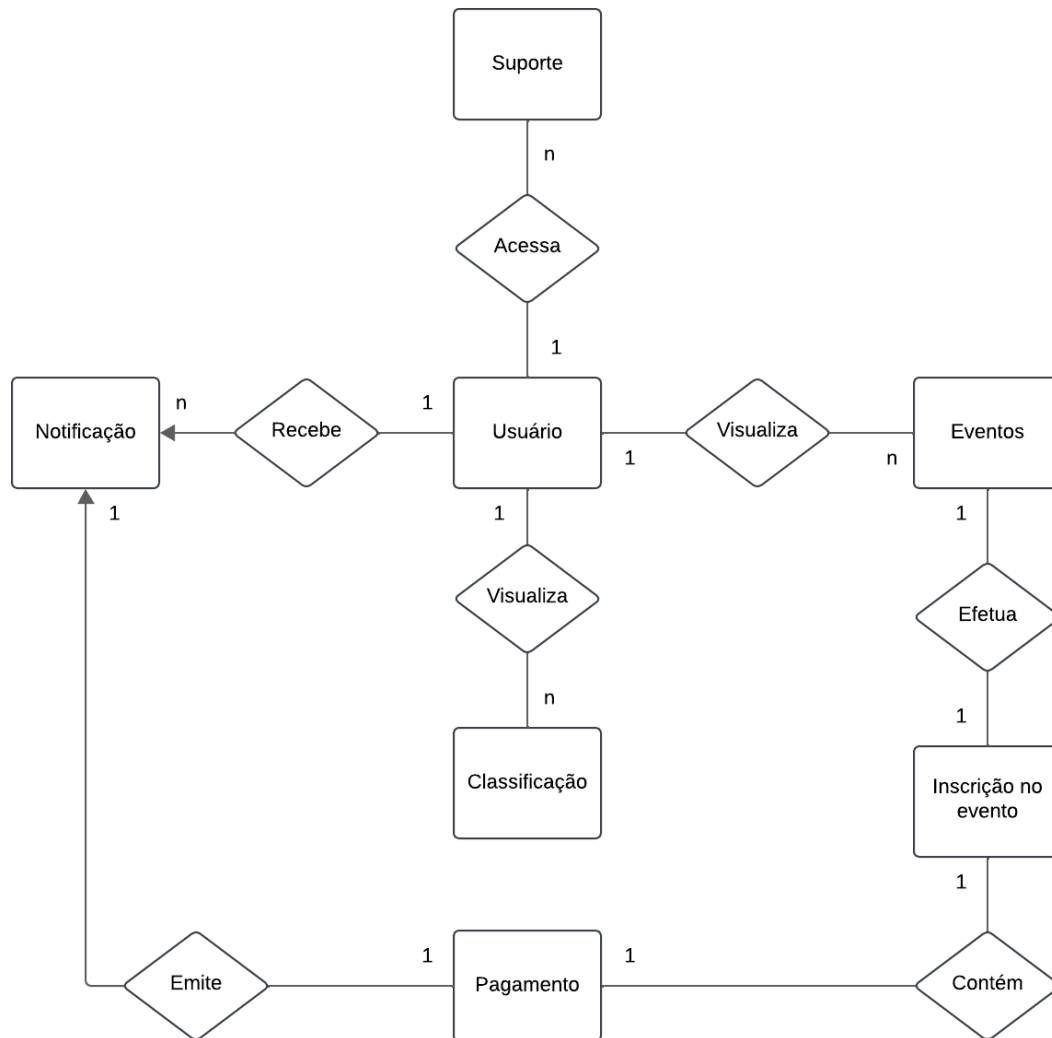 Suporte
n
Acessa
1
Notificação
n
Recebe
1
Usuário
1
Visualiza
n
Eventos
1
1
1
Visualiza
Efetua
n
1
Classificação
Inscrição no
evento
1
1
1
Emite
Pagamento
Contém